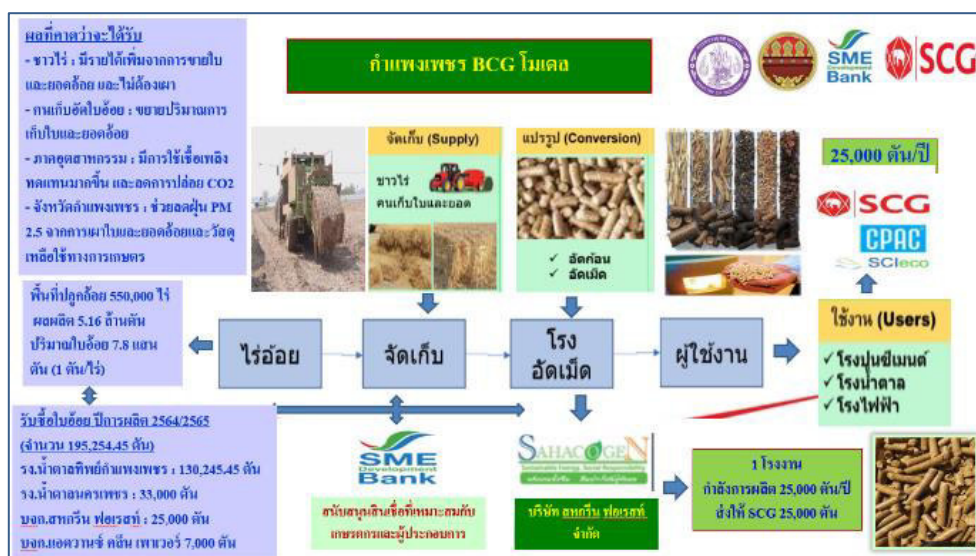 ผลที่คาดว่าจะได้รับ
- ชาวไร่ : มีรายได้เพิ่มจากการขายใบ
และยอดอ้อย และไม่ต้องเผา
- คนเก็บอัดใบอ้อย : ขยายปริมาณการ
เก็บใบและยอดอ้อย
- ภาคอุตสาหกรรม : มีการใช้เชื้อเพลิง
ทดแทนมากขึ้น และลดการปล่อย CO2
- จังหวัดกำแพงเพชร : ช่วยลดฝุ่น PM
2.5 จากการเผาใบและยอดอ้อยและวัสดุ
เหลือใช้ทางการเกษตร
กำแพงเพชร BCG โมเดล
SME
Development
Bank
SCG
จัดเก็บ (Supply)
ชาวไร่
คนเก็บใบและยอด
แปรรูป (Conversion)
✓ อัดก้อน
✓ อัดเม็ด
25,000 ตัน/ปี
SCG
CPAC
SCIeco
พื้นที่ปลูกอ้อย 550,000 ไร่
ผลผลิต 5.16 ล้านตัน
ปริมาณใบอ้อย 7.8 แสน
ตัน (1 ตัน/ไร่)
ไร่อ้อย
จัดเก็บ
โรง
อัดเม็ด
ผู้ใช้งาน
ใช้งาน (Users)
✓ โรงปูนซีเมนต์
✓ โรงน้ำตาล
✓ โรงไฟฟ้า
รับซื้อใบอ้อย ปีการผลิต 2564/2565
(จำนวน 195,254.45 ตัน)
รง.น้ำตาลทิพย์กำแพงเพชร : 130,245.45 ตัน
รง.น้ำตาลนครเพชร : 33,000 ตัน
บจก.สหกรีน ฟอเรสท์ : 25,000 ตัน
บจก.แอดวานซ์ คลีน เพาเวอร์ 7,000 ตัน
SME
Development
Bank
สนับสนุนสินเชื่อที่เหมาะสมกับ
เกษตรกรและผู้ประกอบการ
SAHACOGEN
Sustainable Energy, Social Responsibility
บริษัท สหกรีน ฟอเรสท์
จำกัด
1 โรงงาน
กำลังการผลิต 25,000 ตัน/ปี
ส่งให้ SCG 25,000 ตัน